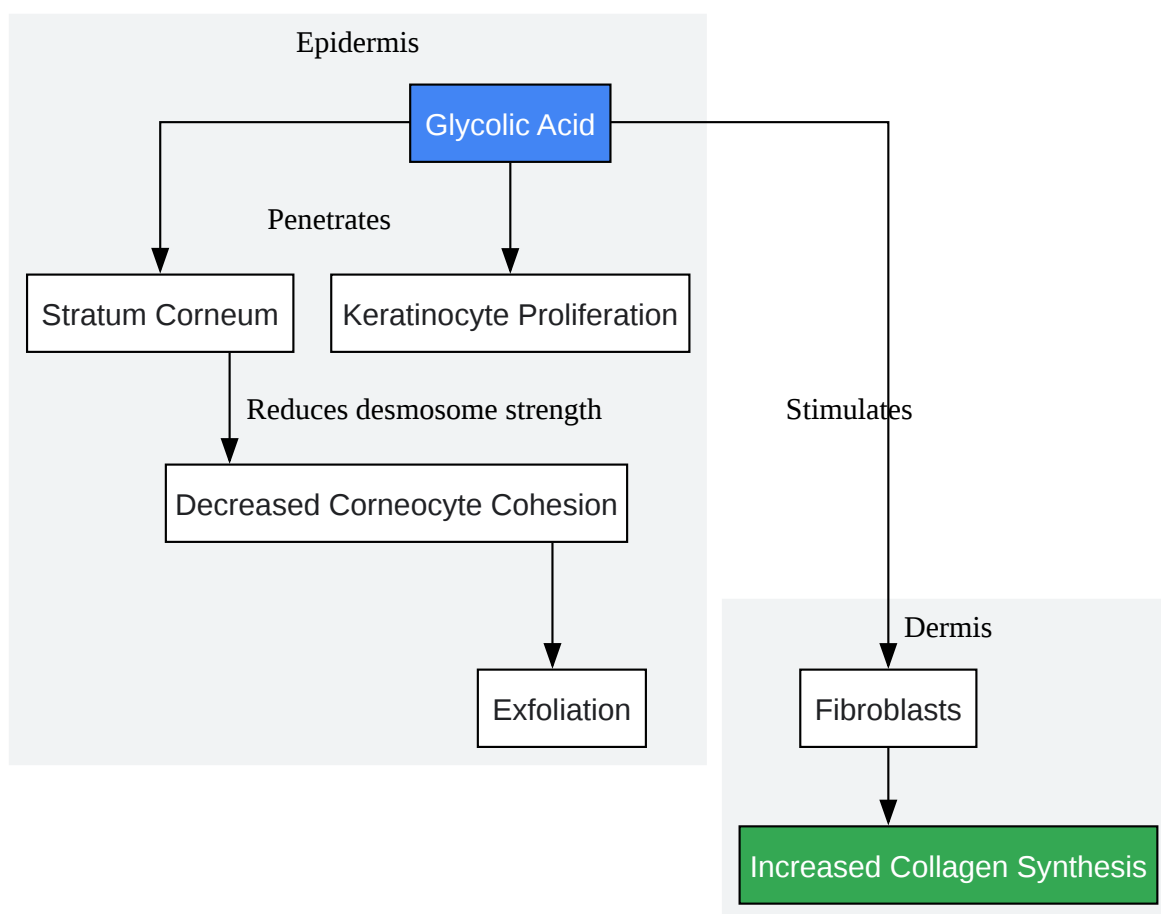 Epidermis
Glycolic Acid
Penetrates
Stratum Corneum
Keratinocyte Proliferation
Reduces desmosome strength
Stimulates
Decreased Corneocyte Cohesion
Dermis
Exfoliation
Fibroblasts
Increased Collagen Synthesis